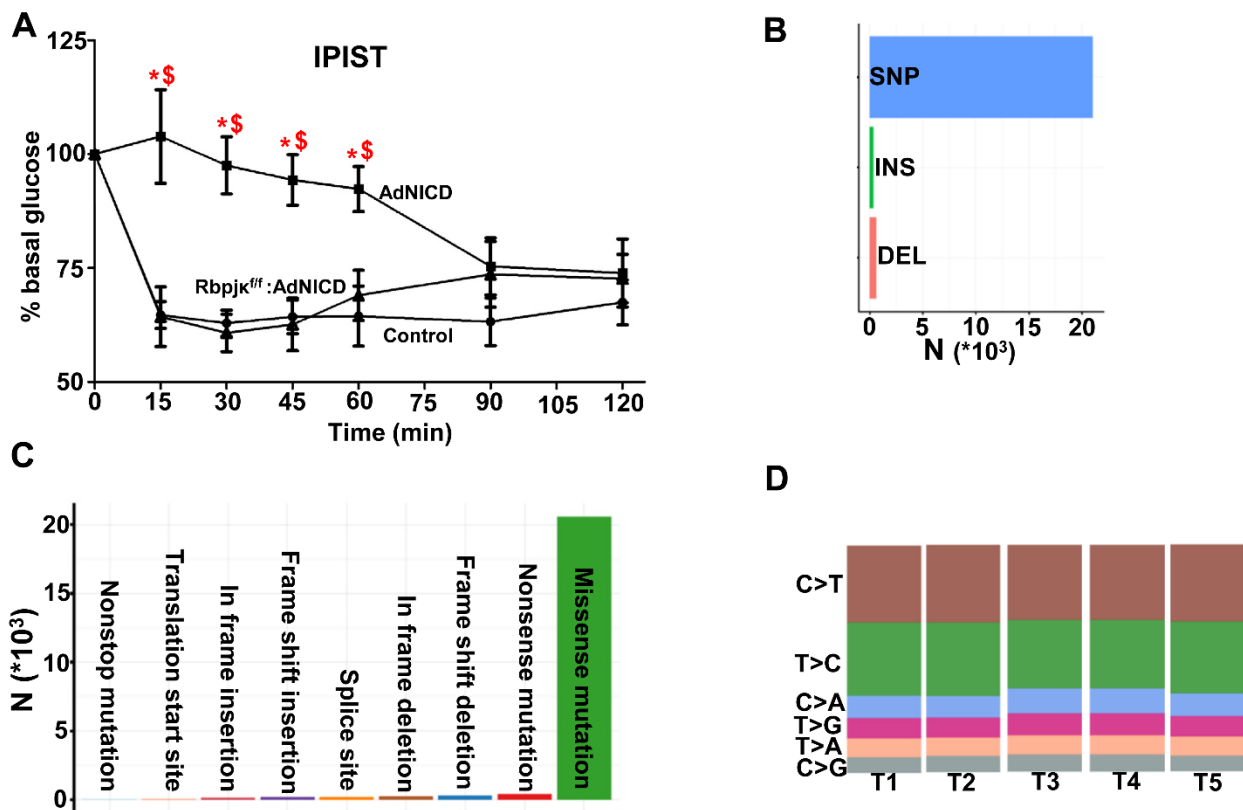 A
IPIST
125
100
75
50
% basal glucose
*$
*$
*$
*$
AdNICD
Rbpjκᶠ/ᶠ :AdNICD
Control
0 15 30 45 60 75 90 105 120
Time (min)
B
SNP
INS
DEL
0 5 10 15 20
N (*10³)
C
N (*10³)
20
15
10
5
0
Nonstop mutation
Translation start site
In frame insertion
Frame shift insertion
Splice site
In frame deletion
Frame shift deletion
Nonsense mutation
Missense mutation
D
C>T
T>C
C>A
T>G
T>A
C>G
T1 T2 T3 T4 T5